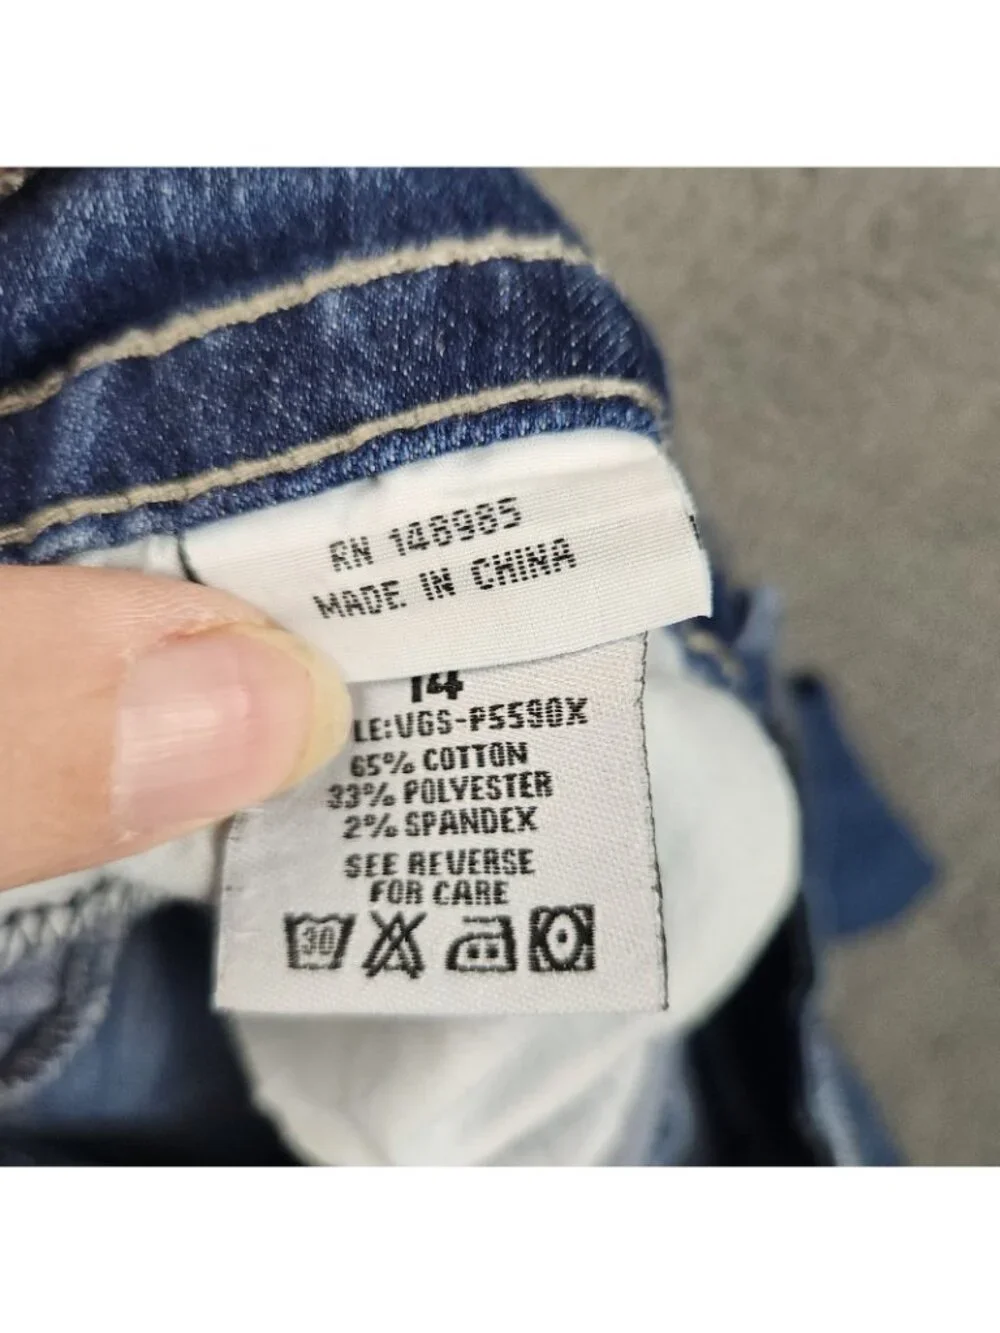 RN 148985
MADE IN CHINA
14
LE:VGS-P5590X
65% COTTON
33% POLYESTER
2% SPANDEX
SEE REVERSE
FOR CARE
30